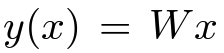 y(x) = Wx